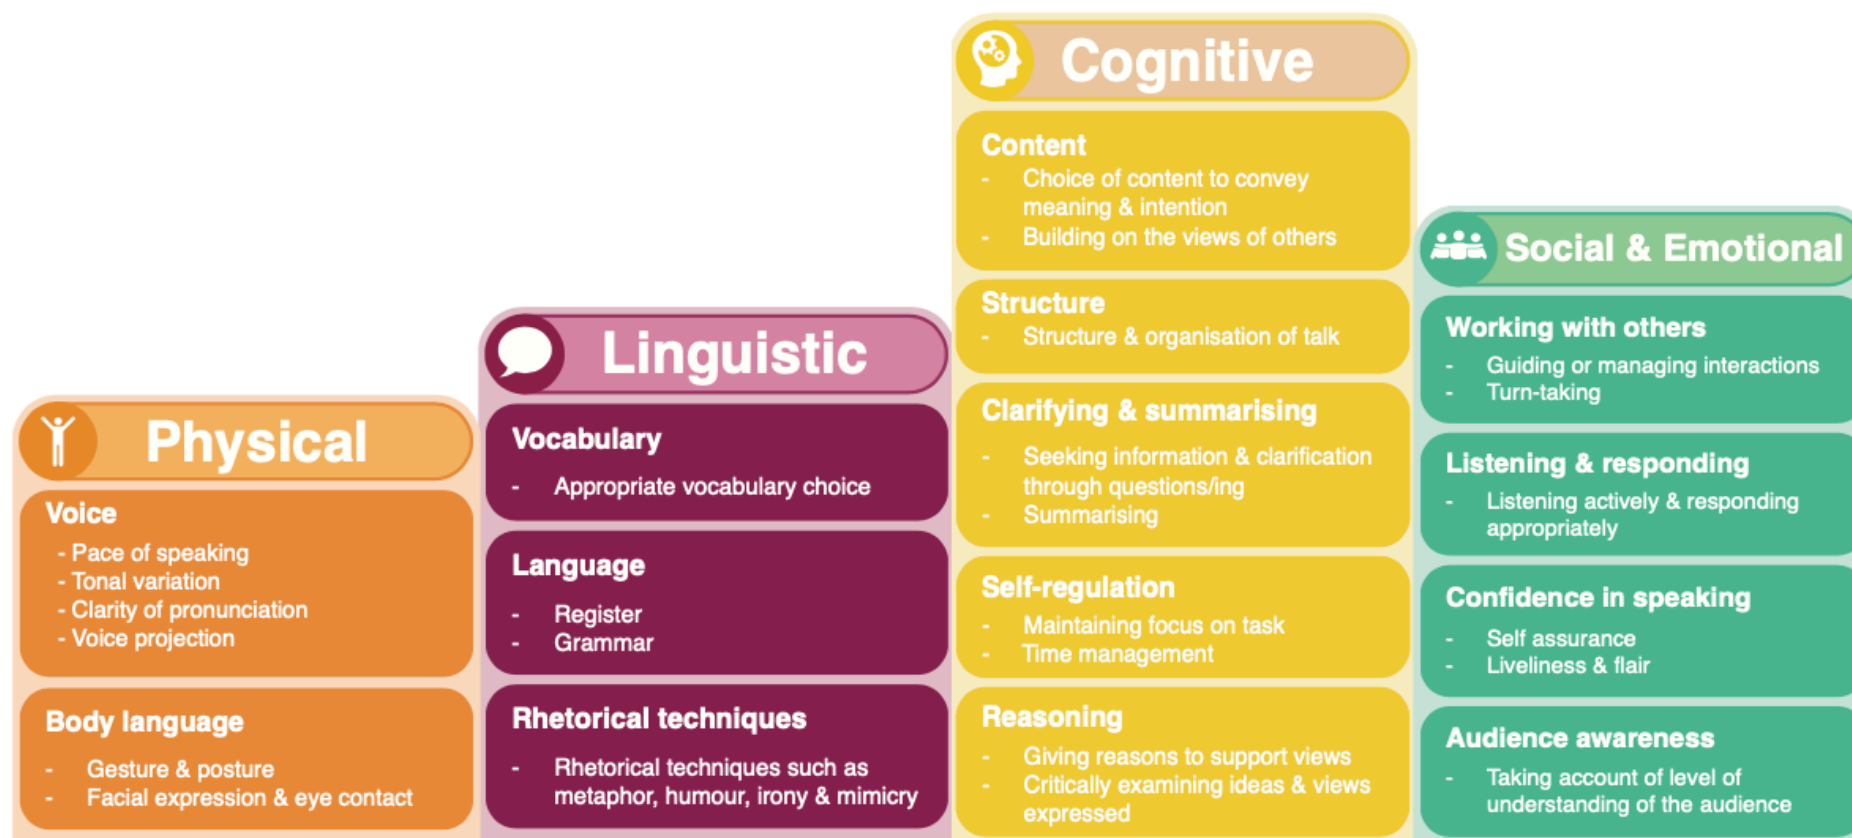 Physical
Voice
- Pace of speaking
- Tonal variation
- Clarity of pronunciation
- Voice projection
Body language
- Gesture & posture
- Facial expression & eye contact
Linguistic
Vocabulary
- Appropriate vocabulary choice
Language
- Register
- Grammar
Rhetorical techniques
- Rhetorical techniques such as
metaphor, humour, irony & mimicry
Cognitive
Content
- Choice of content to convey
meaning & intention
- Building on the views of others
Structure
- Structure & organisation of talk
Clarifying & summarising
- Seeking information & clarification
through questions/ing
- Summarising
Self-regulation
- Maintaining focus on task
- Time management
Reasoning
- Giving reasons to support views
- Critically examining ideas & views
expressed
Social & Emotional
Working with others
- Guiding or managing interactions
- Turn-taking
Listening & responding
- Listening actively & responding
appropriately
Confidence in speaking
- Self assurance
- Liveliness & flair
Audience awareness
- Taking account of level of
understanding of the audience